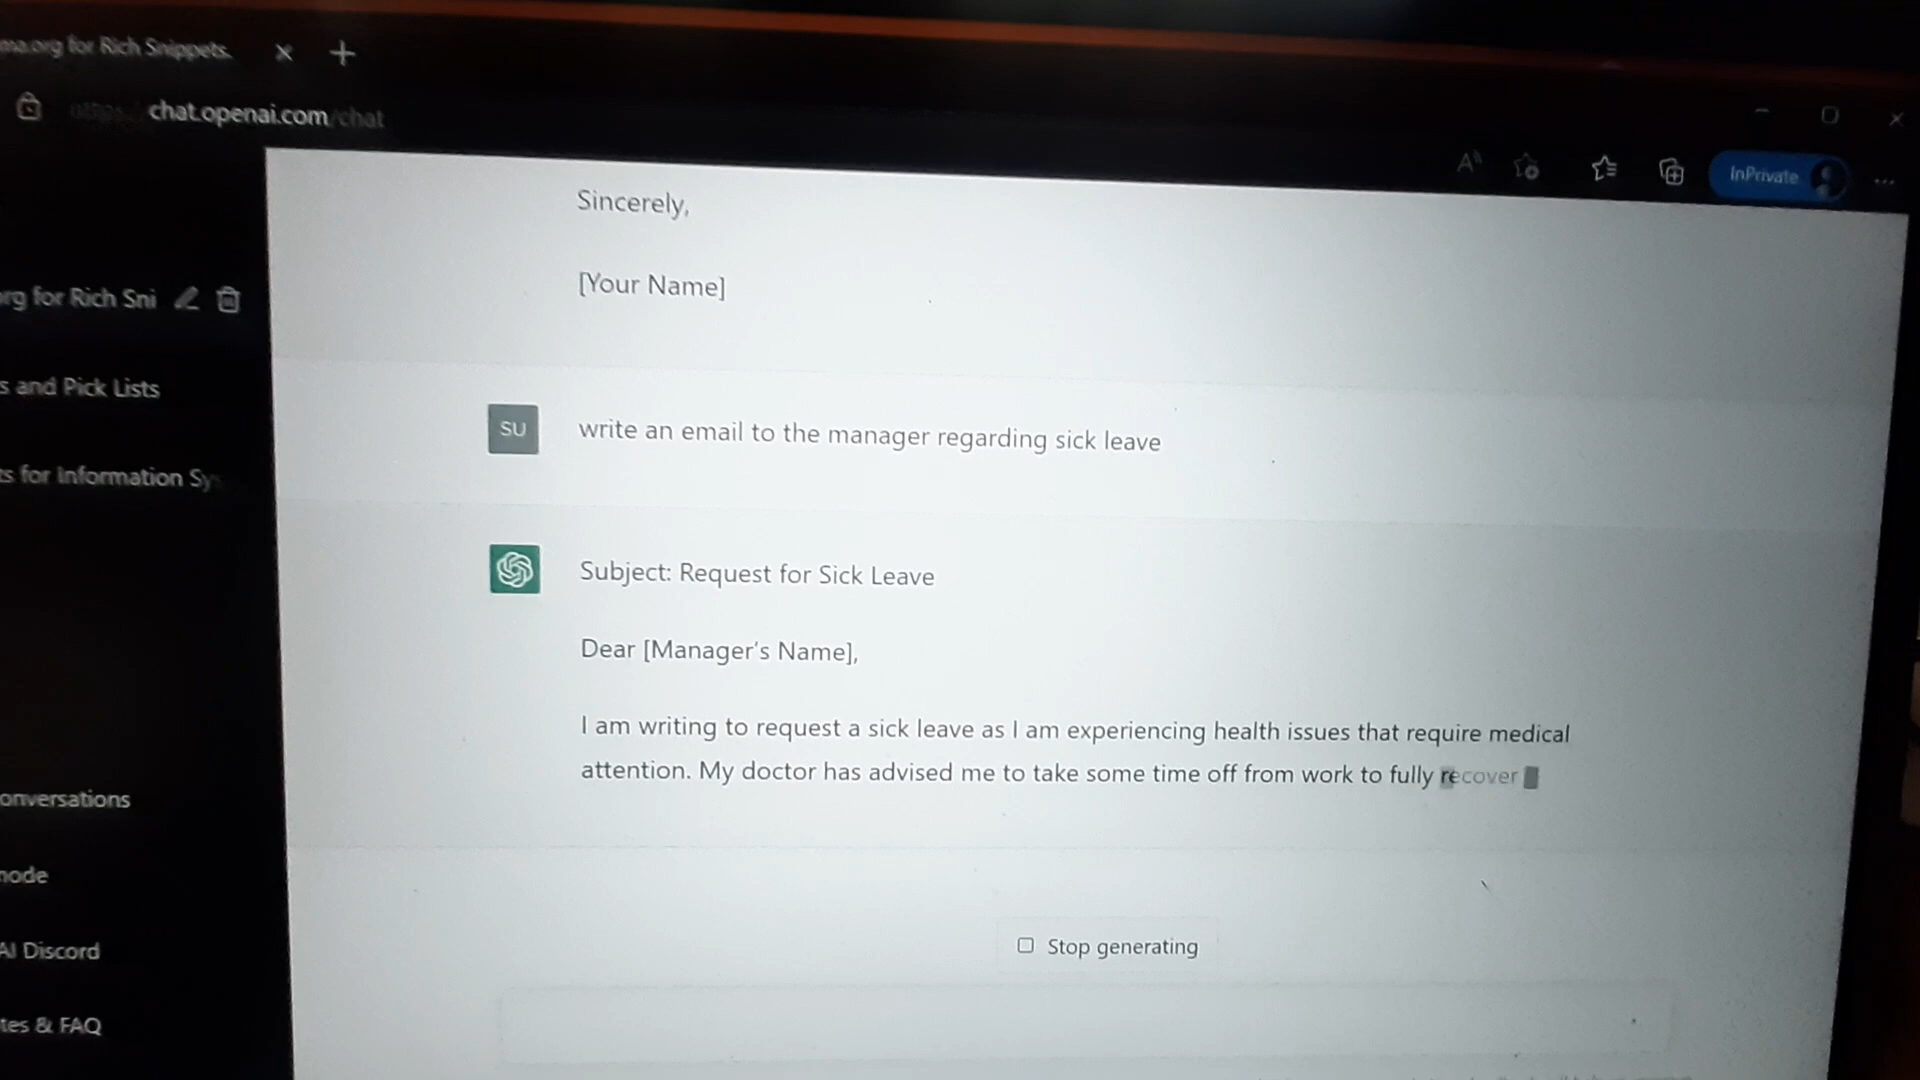 ma.org for Rich Snippets.
chat.openai.com/chat
InPrivate
Sincerely,
[Your Name]
org for Rich Sni
s and Pick Lists
ts for Information Sys
SU
write an email to the manager regarding sick leave
Subject: Request for Sick Leave
Dear [Manager's Name],
I am writing to request a sick leave as I am experiencing health issues that require medical
attention. My doctor has advised me to take some time off from work to fully recover
onversations
mode
AI Discord
tes & FAQ
Stop generating